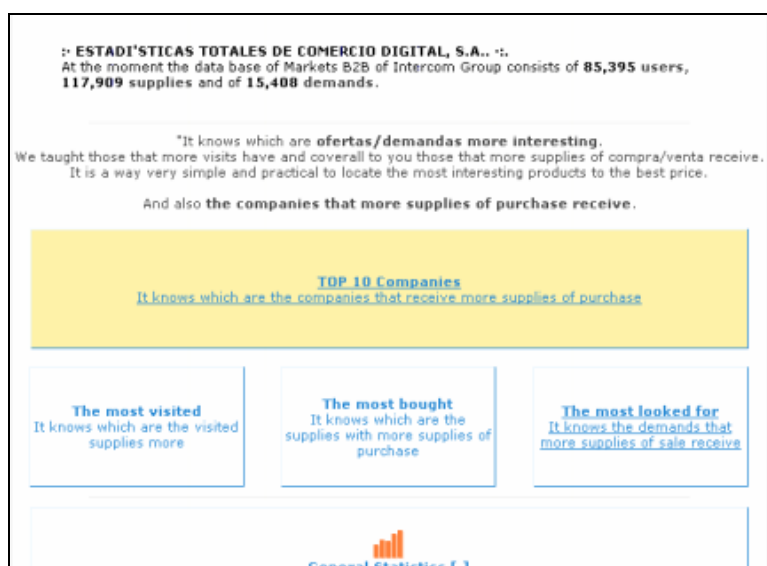 :· ESTADI'STICAS TOTALES DE COMERCIO DIGITAL, S.A.. ·:.
At the moment the data base of Markets B2B of Intercom Group consists of 85,395 users,
117,909 supplies and of 15,408 demands.
"It knows which are ofertas/demandas more interesting.
We taught those that more visits have and coverall to you those that more supplies of compra/venta receive.
It is a way very simple and practical to locate the most interesting products to the best price.
And also the companies that more supplies of purchase receive.
TOP 10 Companies
It knows which are the companies that receive more supplies of purchase
The most visited
It knows which are the visited
supplies more
The most bought
It knows which are the
supplies with more supplies of
purchase
The most looked for
It knows the demands that
more supplies of sale receive
General Statistics